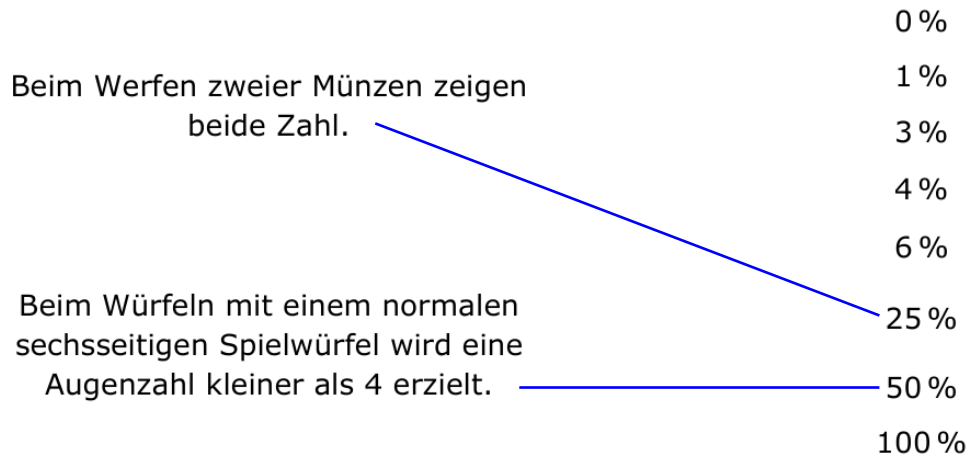 0 %
Beim Werfen zweier Münzen zeigen
beide Zahl.
1 %
3 %
4 %
6 %
Beim Würfeln mit einem normalen
sechsseitigen Spielwürfel wird eine
Augenzahl kleiner als 4 erzielt.
25 %
50 %
100 %